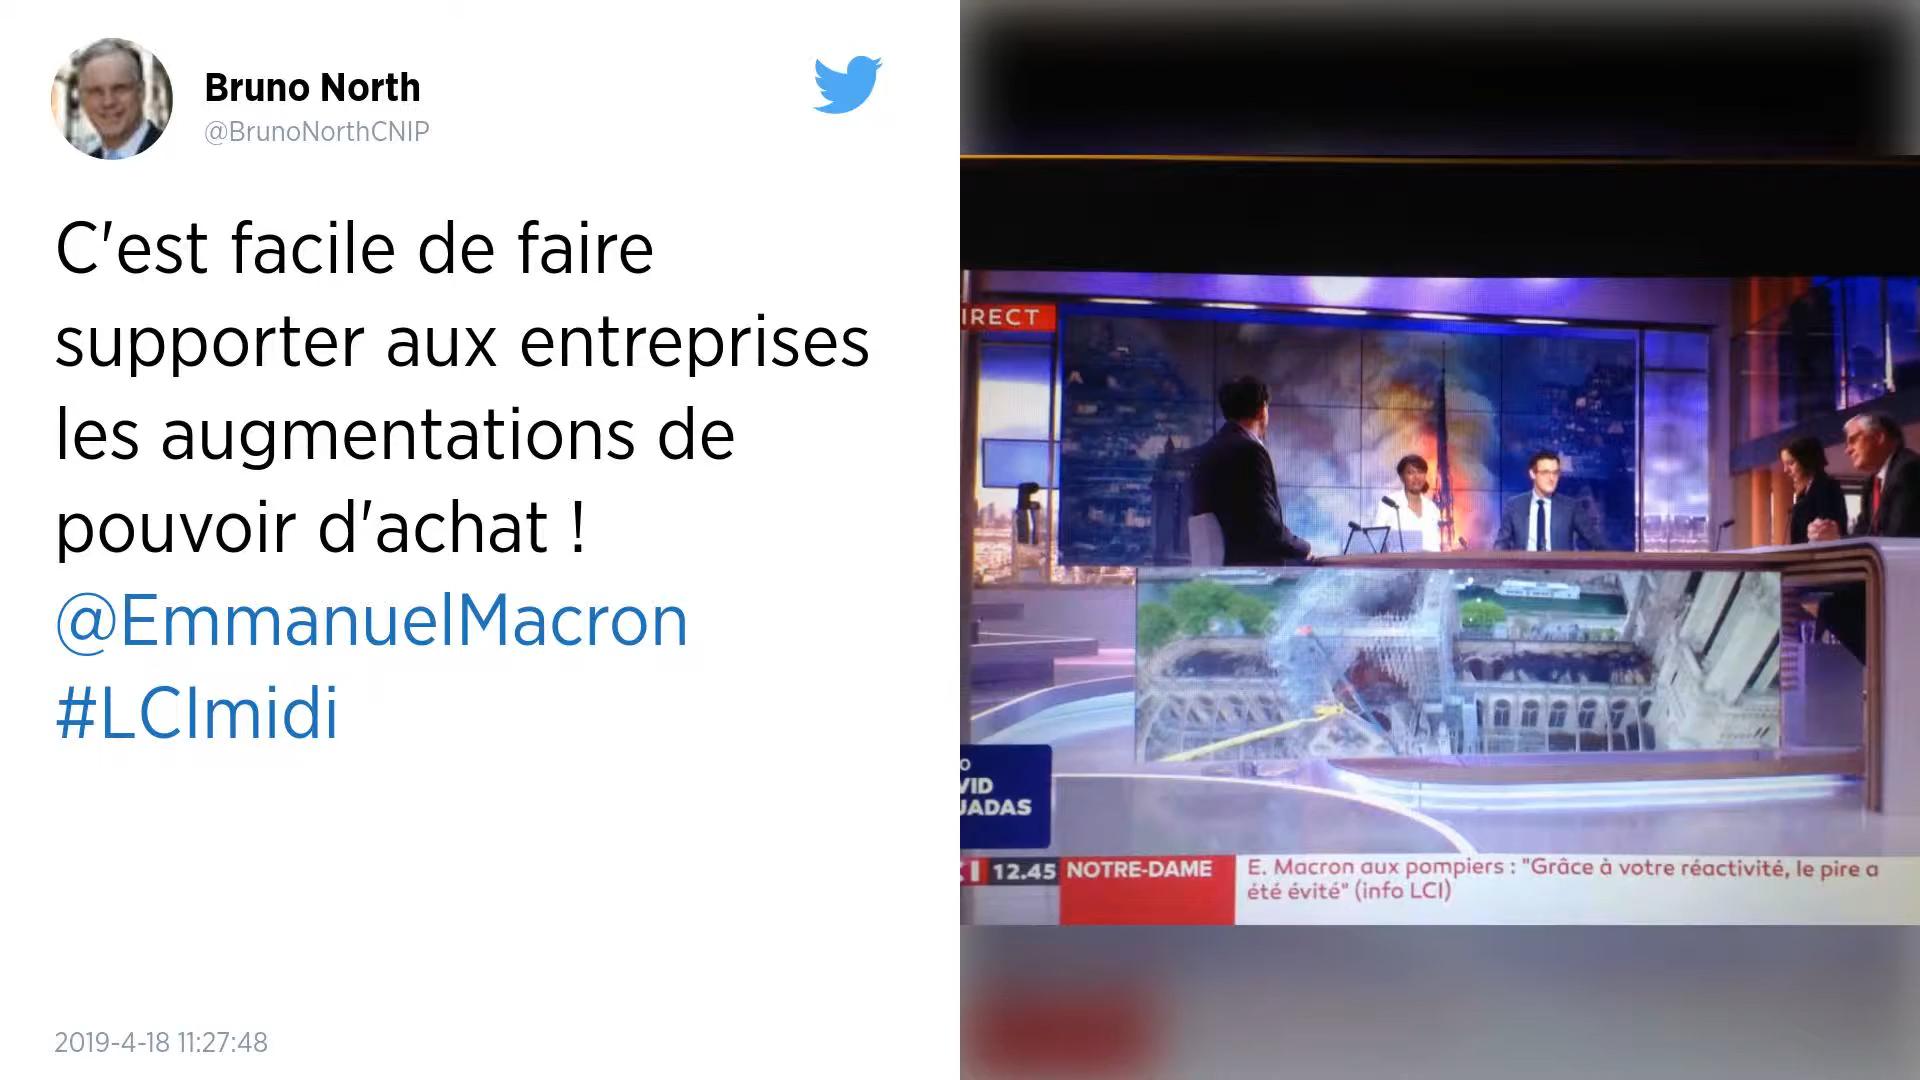 Bruno North
@BrunoNorthCNIP
C'est facile de faire
supporter aux entreprises
les augmentations de
pouvoir d'achat !
@EmmanuelMacron
#LCImidi
2019-4-18 11:27:48
IRECT
VID
UADAS
12.45 NOTRE-DAME
E. Macron aux pompiers : "Grâce à votre réactivité, le pire a
été évité" (info LCI)